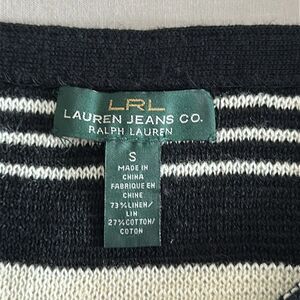 LRL
LAUREN JEANS CO.
RALPH LAUREN
S
MADE IN
CHINA
FABRIQUE EN
CHINE
73%LINEN/
LIN
27%COTTON/
COTON